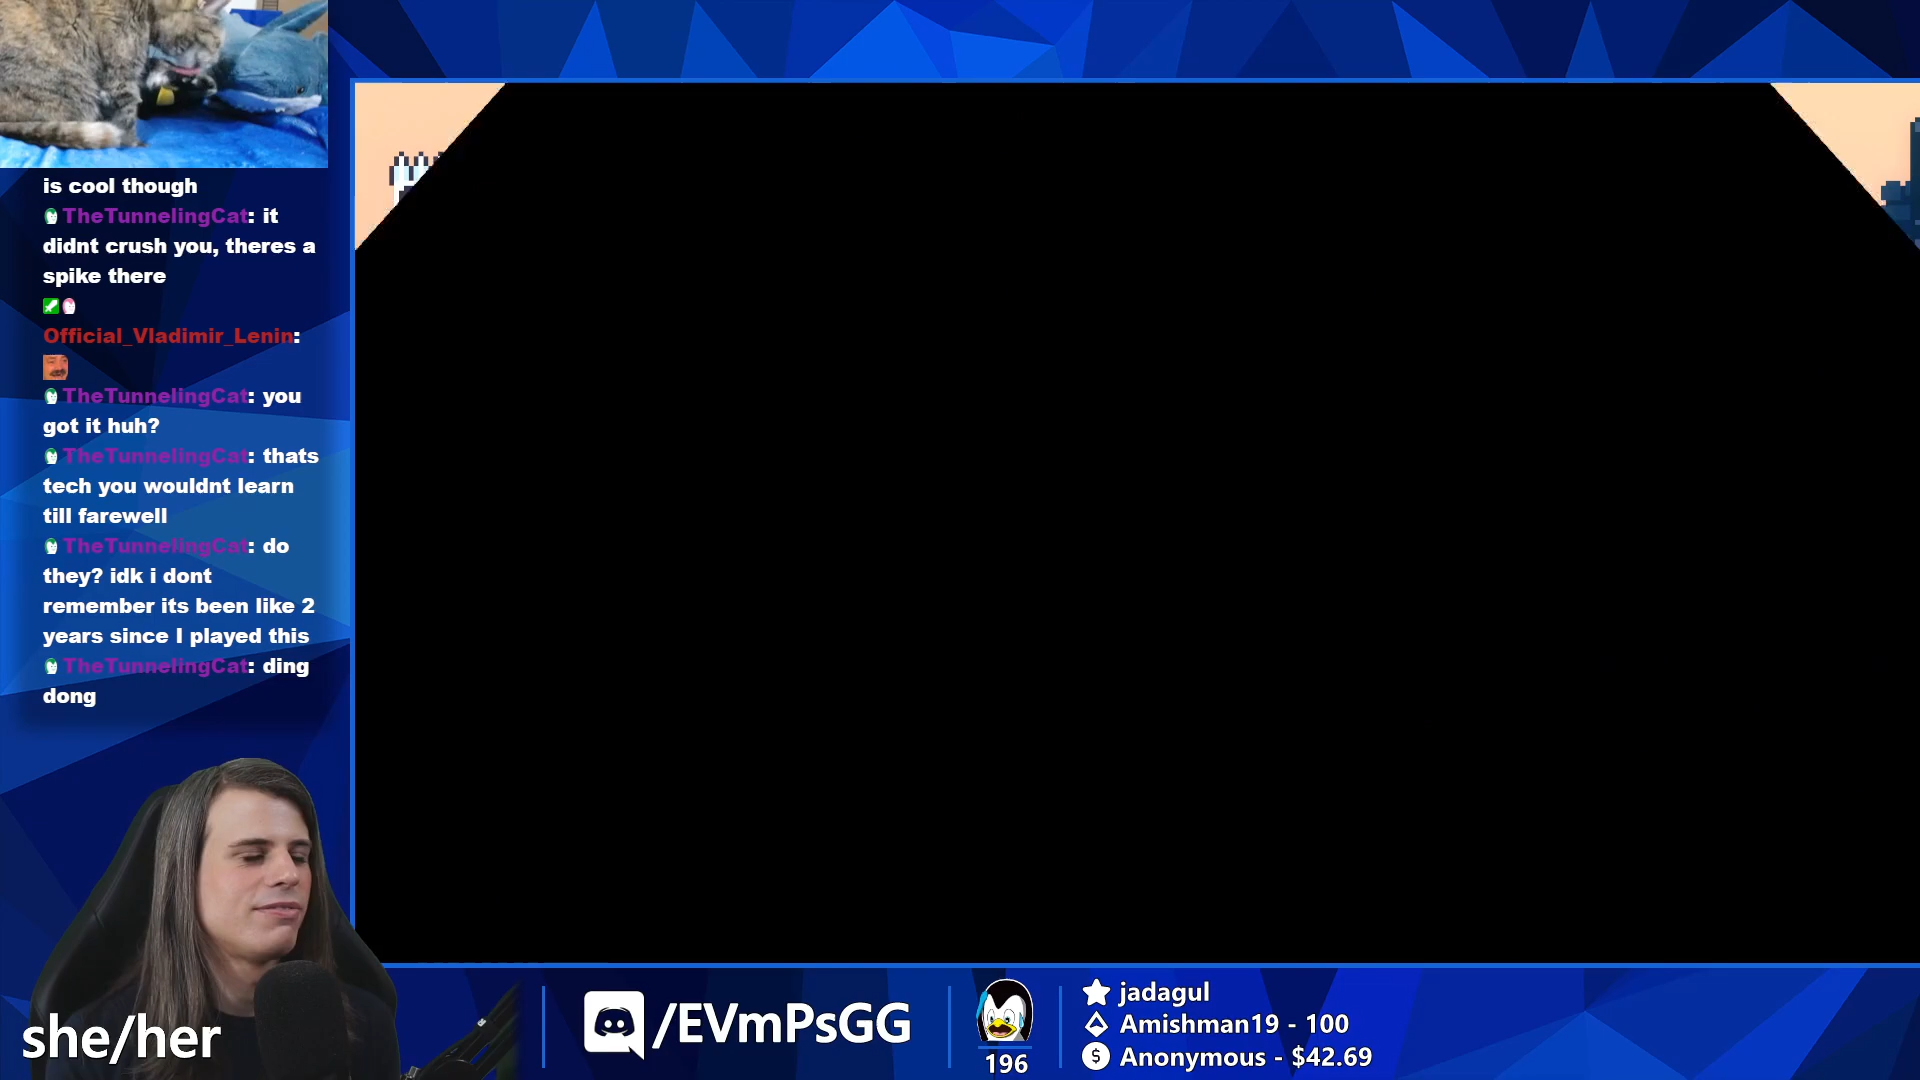 is cool though
TheTunnelingCat: it
didnt crush you, theres a
spike there
Official_Vladimir_Lenin:
TheTunnelingCat: you
got it huh?
TheTunnelingCat: thats
tech you wouldnt learn
till farewell
TheTunnelingCat: do
they? idk i dont
remember its been like 2
years since I played this
TheTunnelingCat: ding
dong
she/her
/EVmPsGG
196
jadagul
Amishman19 - 100
Anonymous - $42.69